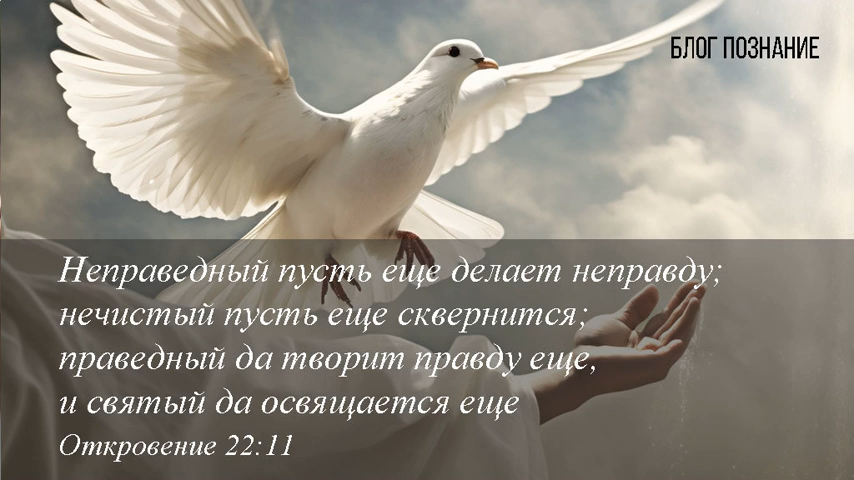 БЛОГ ПОЗНАНИЕ
Неправедный пусть еще делает неправду;
нечистый пусть еще сквернится;
праведный да творит правду еще,
и святый да освящается еще
Откровение 22:11